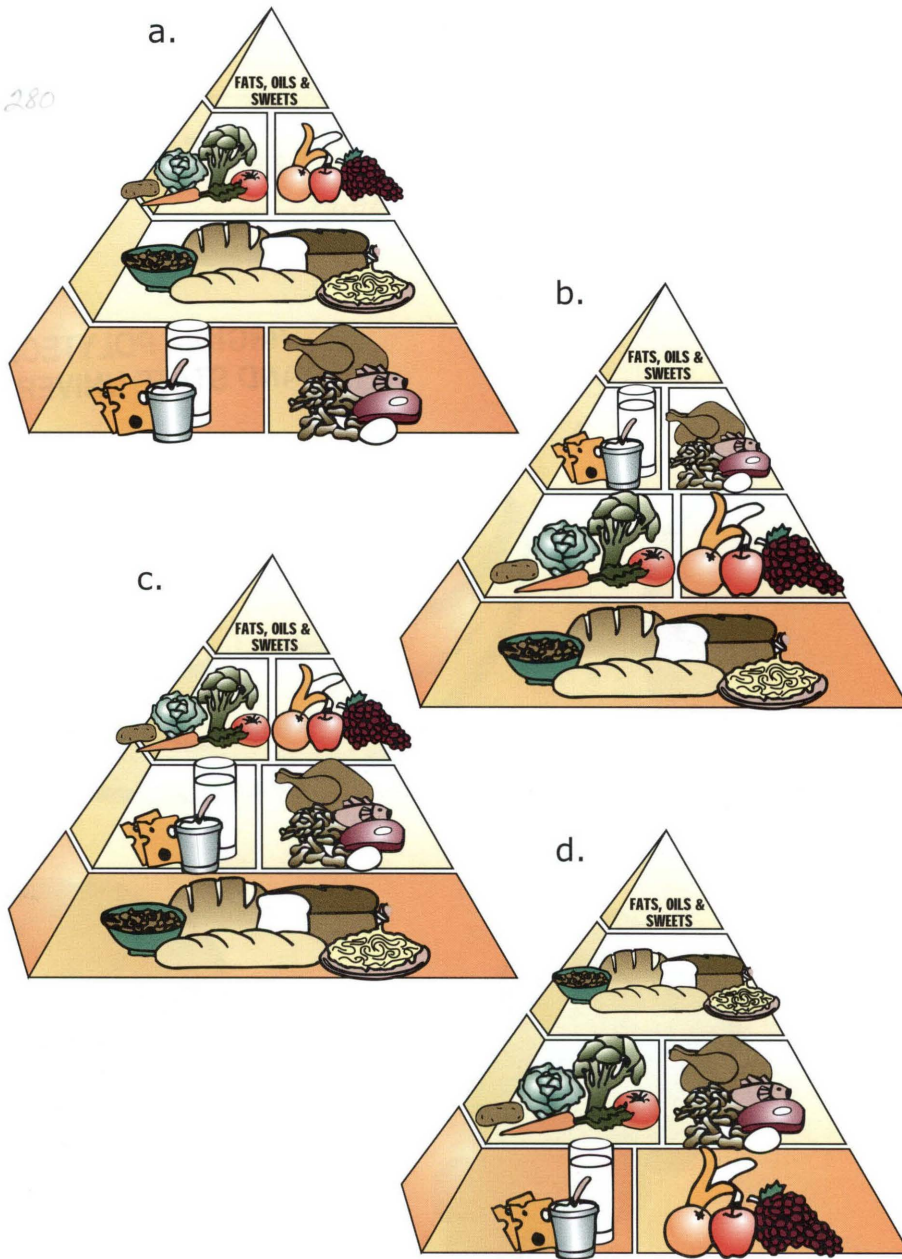 a.
280
FATS, OILS &
SWEETS
b.
FATS, OILS &
SWEETS
c.
FATS, OILS &
SWEETS
d.
FATS, OILS &
SWEETS